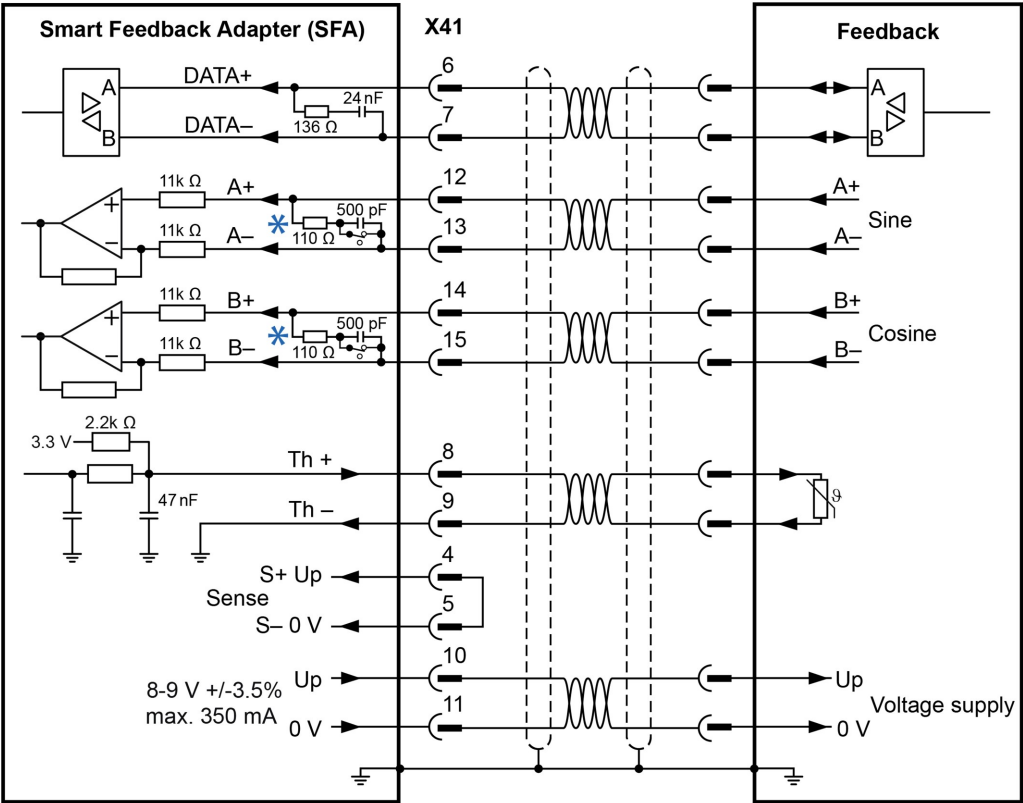 Smart Feedback Adapter (SFA)
X41
Feedback
A
B
DATA+
DATA–
24 nF
136 Ω
6
7
A
B
+
–
11k Ω
11k Ω
A+
A–
*
500 pF
110 Ω
12
13
A+
A–
Sine
+
–
11k Ω
11k Ω
B+
B–
*
500 pF
110 Ω
14
15
B+
B–
Cosine
2.2k Ω
3.3 V
47 nF
Th +
Th –
8
9
ϑ
S+ Up
Sense
S– 0 V
4
5
8-9 V +/-3.5%
max. 350 mA
Up
0 V
10
11
Up
0 V
Voltage supply